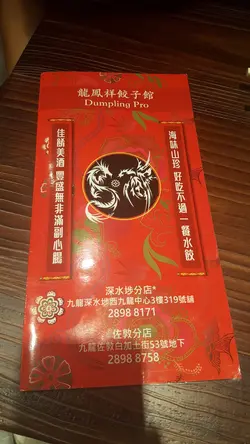 龍鳳祥餃子館
Dumpling Pro
海味山珍 好吃不過 餐水餃
佳餚美酒 豐盛無非滿副心腸
深水埗分店*
九龍深水埗西九龍中心3樓319號舖
2898 8171
佐敦分店
九龍佐敦白加士街53號地下
2898 8758